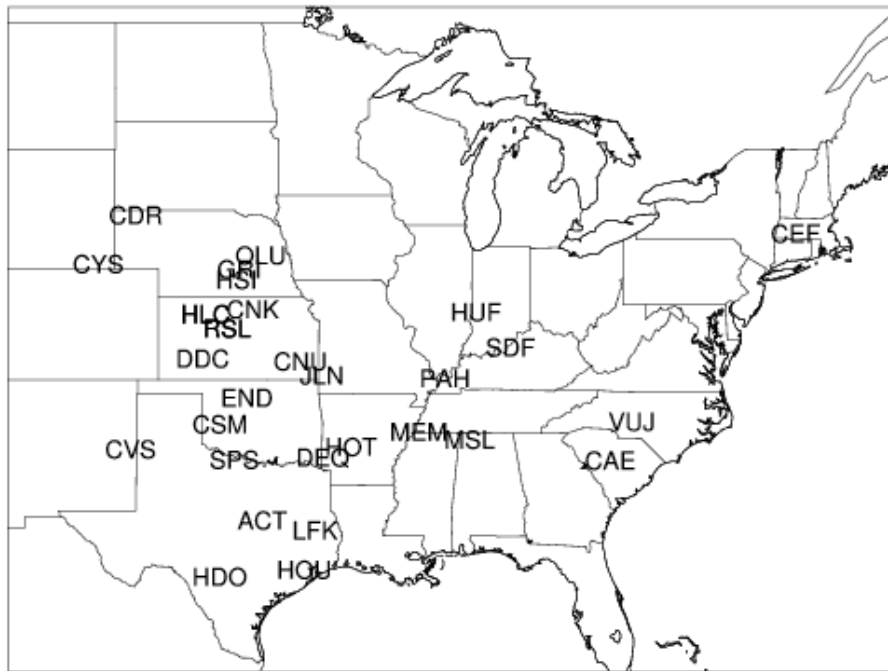 CDR
CEF
OLU
CYS
GRI
HSI
HLC
CNK
HUF
RSL
SDF
DDC
CNU
JLN
PAH
END
CSM
VUJ
MEM
MSL
CVS
HOT
SPS
DEQ
CAE
ACT
LFK
HDO
HOU